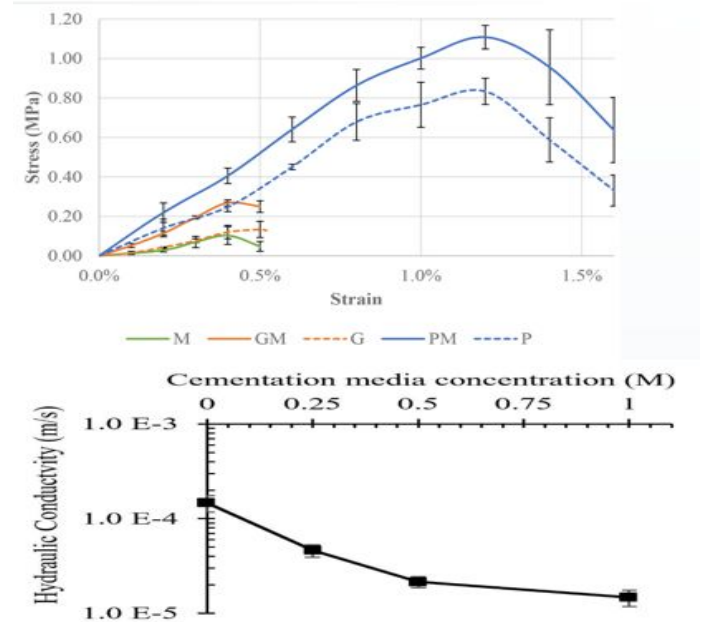 1.20
1.00
0.80
0.60
0.40
0.20
0.00
Stress (MPa)
0.0% 0.5% 1.0% 1.5%
Strain
M GM G PM P
Cementation media concentration (M)
0 0.25 0.5 0.75 1
Hydraulic Conductvity (m/s)
1.0 E-3
1.0 E-4
1.0 E-5